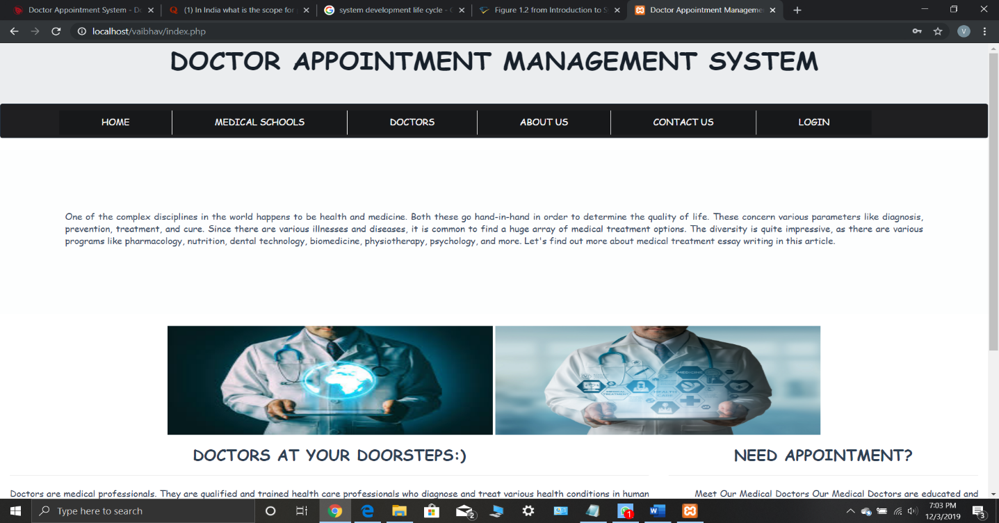 Doctor Appointment System - Do
(1) In India what is the scope for
system development life cycle - G
Figure 1.2 from Introduction to S
Doctor Appointment Manageme
localhost/vaibhav/index.php
V
DOCTOR APPOINTMENT MANAGEMENT SYSTEM
HOME
MEDICAL SCHOOLS
DOCTORS
ABOUT US
CONTACT US
LOGIN
One of the complex disciplines in the world happens to be health and medicine. Both these go hand-in-hand in order to determine the quality of life. These concern various parameters like diagnosis,
prevention, treatment, and cure. Since there are various illnesses and diseases, it is common to find a huge array of medical treatment options. The diversity is quite impressive, as there are various
programs like pharmacology, nutrition, dental technology, biomedicine, physiotherapy, psychology, and more. Let's find out more about medical treatment essay writing in this article.
MEDICINE
MEDICAL
TREATMENT
HEALTH
CARE
DOCTORS AT YOUR DOORSTEPS:)
NEED APPOINTMENT?
Doctors are medical professionals. They are qualified and trained health care professionals who diagnose and treat various health conditions in human
Meet Our Medical Doctors Our Medical Doctors are educated and
Type here to search
2
1
7:03 PM
12/3/2019
3